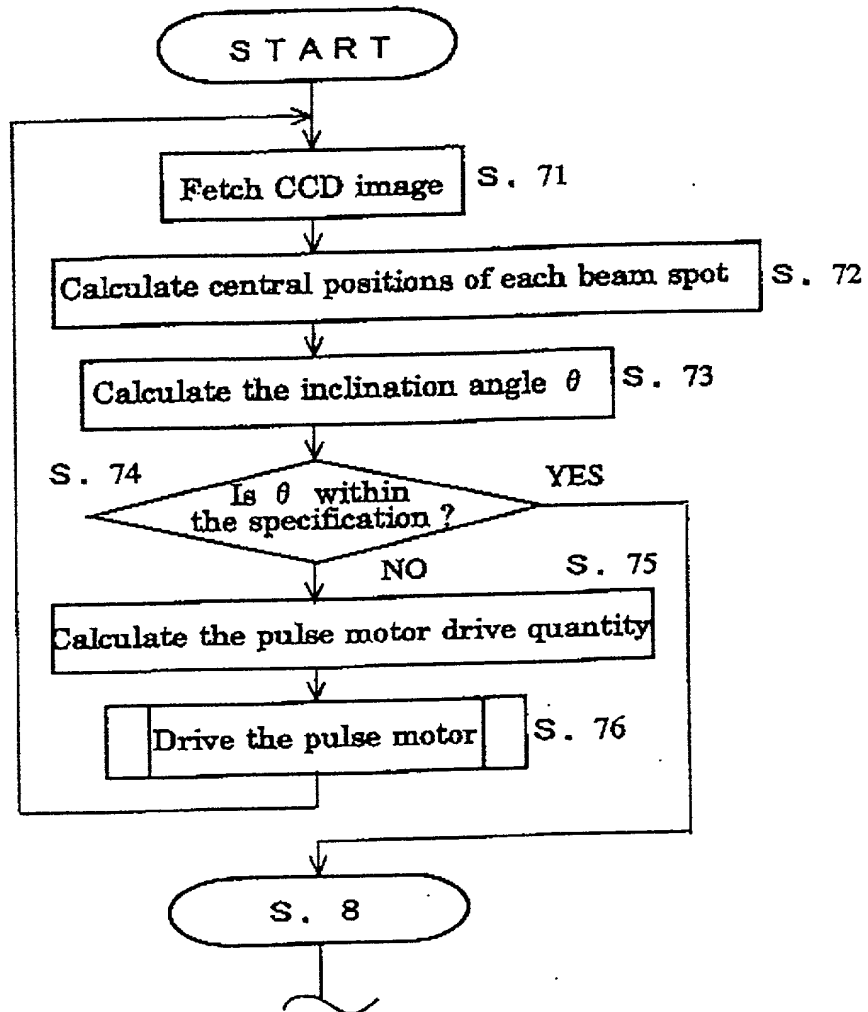 START
Fetch CCD image
S. 71
Calculate central positions of each beam spot
S. 72
Calculate the inclination angle θ
S. 73
S. 74
Is θ within
the specification ?
YES
NO
S. 75
Calculate the pulse motor drive quantity
Drive the pulse motor
S. 76
S. 8